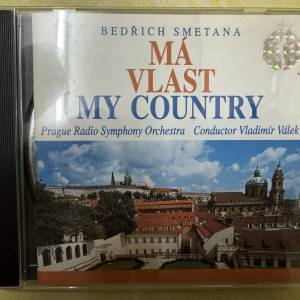 BEDŘICH SMETANA
MÁ
VLAST
MY COUNTRY
Prague Radio Symphony Orchestra Conductor Vladimír Válek